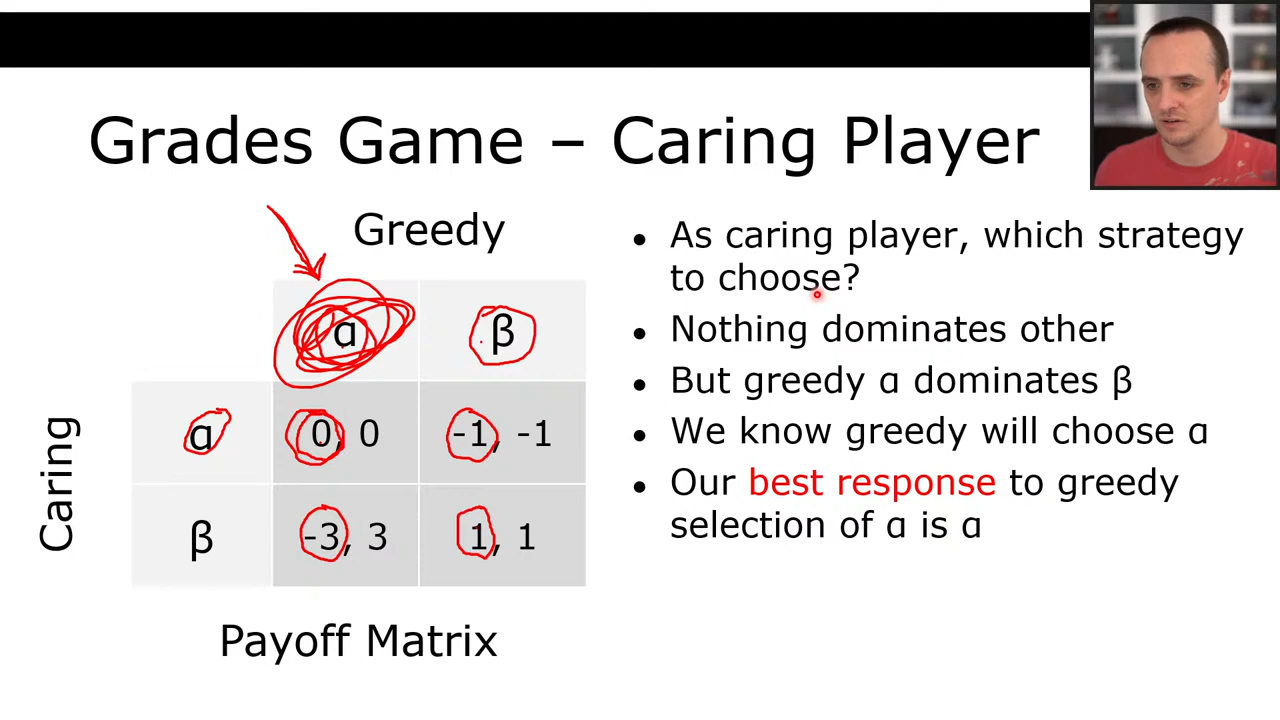 Grades Game – Caring Player
Greedy
α β
Caring
α 0, 0 -1, -1
β -3, 3 1, 1
Payoff Matrix
• As caring player, which strategy
to choose?
• Nothing dominates other
• But greedy α dominates β
• We know greedy will choose α
• Our best response to greedy
selection of α is α